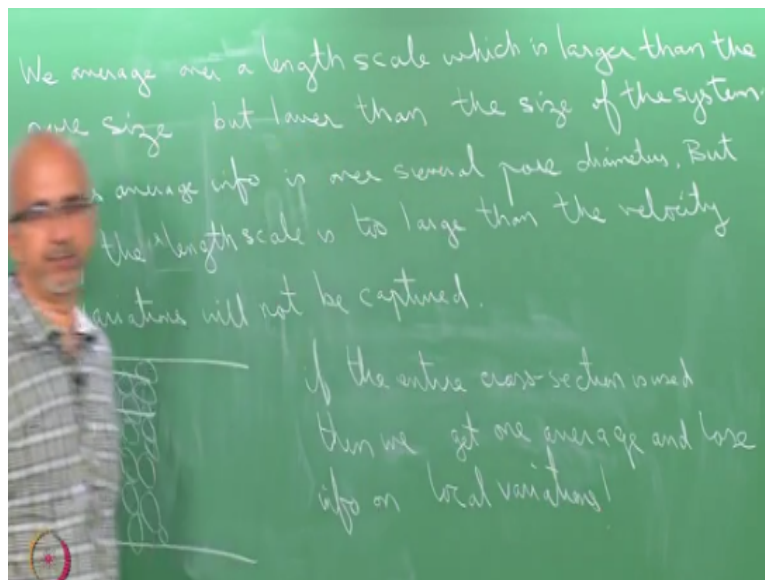 We average over a length scale which is larger than the
pore size but lower than the size of the system.
average info is over several pore diameters. But
the length scale is too large than the velocity
variations will not be captured.
if the entire cross-section is used
then we get one average and lose
info on local variations!